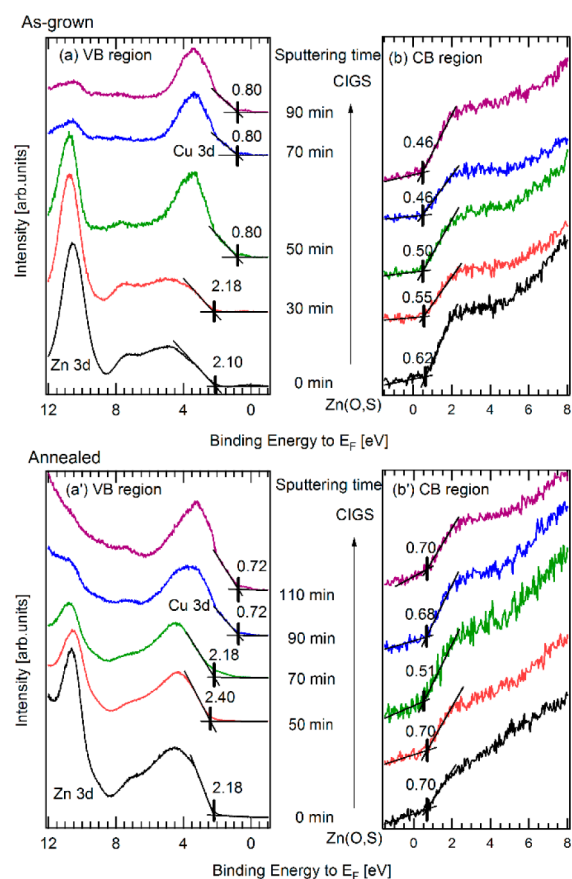 As-grown
(a) VB region
Sputtering time
(b) CB region
CIGS
0.80
90 min
0.46
0.80
Cu 3d
70 min
0.46
0.80
50 min
0.50
2.18
30 min
0.55
Zn 3d
2.10
0 min
0.62
Zn(O,S)
Intensity [arb.units]
12 8 4 0
0 2 4 6 8
Binding Energy to EF [eV]
Annealed
(a') VB region
Sputtering time
(b') CB region
CIGS
0.72
110 min
0.70
0.72
Cu 3d
90 min
0.68
2.18
70 min
0.51
2.40
50 min
0.70
Zn 3d
2.18
0 min
0.70
Zn(O,S)
Intensity [arb.units]
12 8 4 0
0 2 4 6 8
Binding Energy to EF [eV]